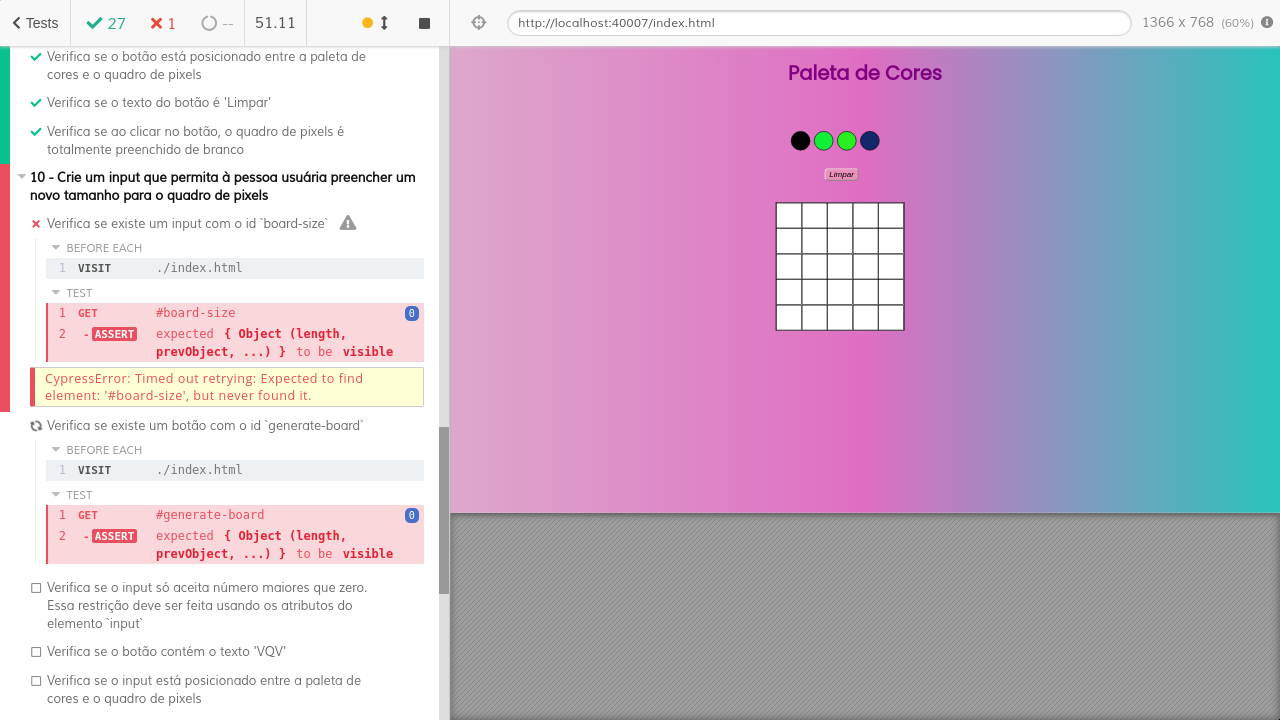 Tests
27
1
--
51.11
http://localhost:40007/index.html
1366 x 768 (60%)
Verifica se o botão está posicionado entre a paleta de
cores e o quadro de pixels
Verifica se o texto do botão é 'Limpar'
Verifica se ao clicar no botão, o quadro de pixels é
totalmente preenchido de branco
10 - Crie um input que permita à pessoa usuária preencher um
novo tamanho para o quadro de pixels
Verifica se existe um input com o id `board-size`
BEFORE EACH
1 VISIT ./index.html
TEST
1 GET #board-size 0
2 -ASSERT expected { Object (length,
prevObject, ...) } to be visible
CypressError: Timed out retrying: Expected to find
element: '#board-size', but never found it.
Verifica se existe um botão com o id `generate-board`
BEFORE EACH
1 VISIT ./index.html
TEST
1 GET #generate-board 0
2 -ASSERT expected { Object (length,
prevObject, ...) } to be visible
Verifica se o input só aceita número maiores que zero.
Essa restrição deve ser feita usando os atributos do
elemento `input`
Verifica se o botão contém o texto 'VQV'
Verifica se o input está posicionado entre a paleta de
cores e o quadro de pixels
Paleta de Cores
Limpar